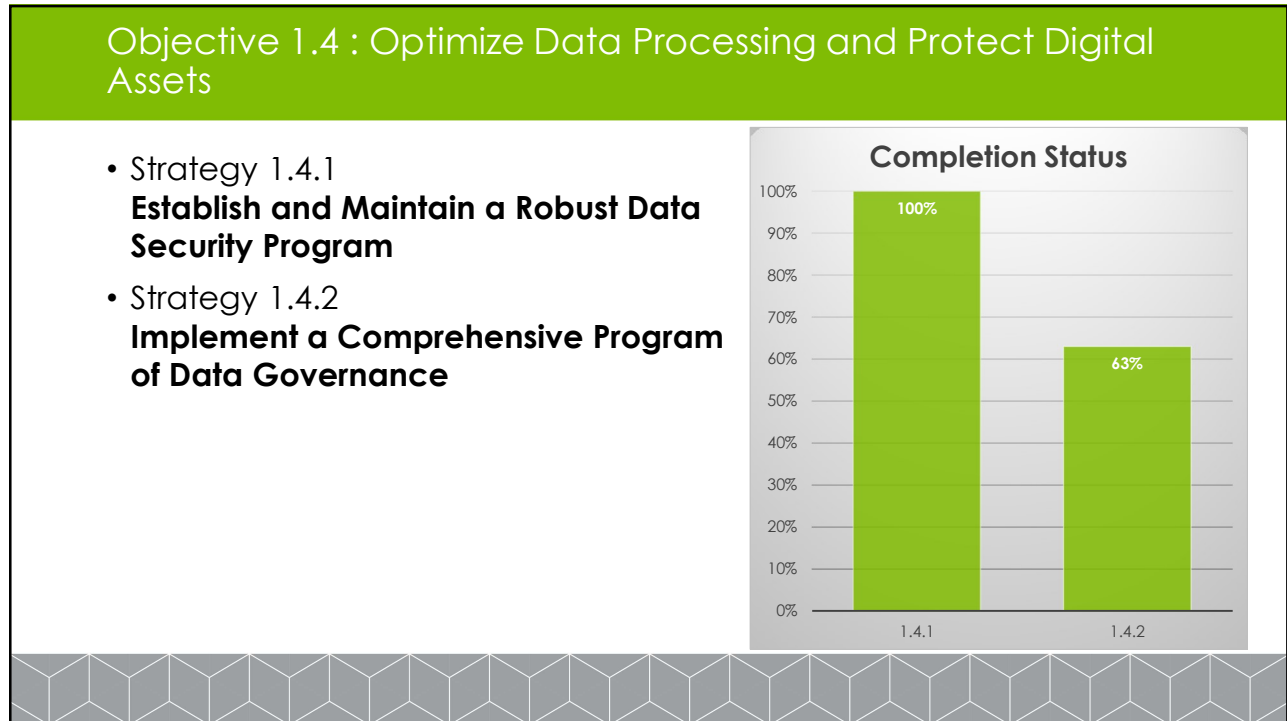 Objective 1.4 : Optimize Data Processing and Protect Digital
Assets
• Strategy 1.4.1
Establish and Maintain a Robust Data
Security Program
• Strategy 1.4.2
Implement a Comprehensive Program
of Data Governance
Completion Status
100%
90%
80%
70%
60%
50%
40%
30%
20%
10%
0%
100%
63%
1.4.1
1.4.2